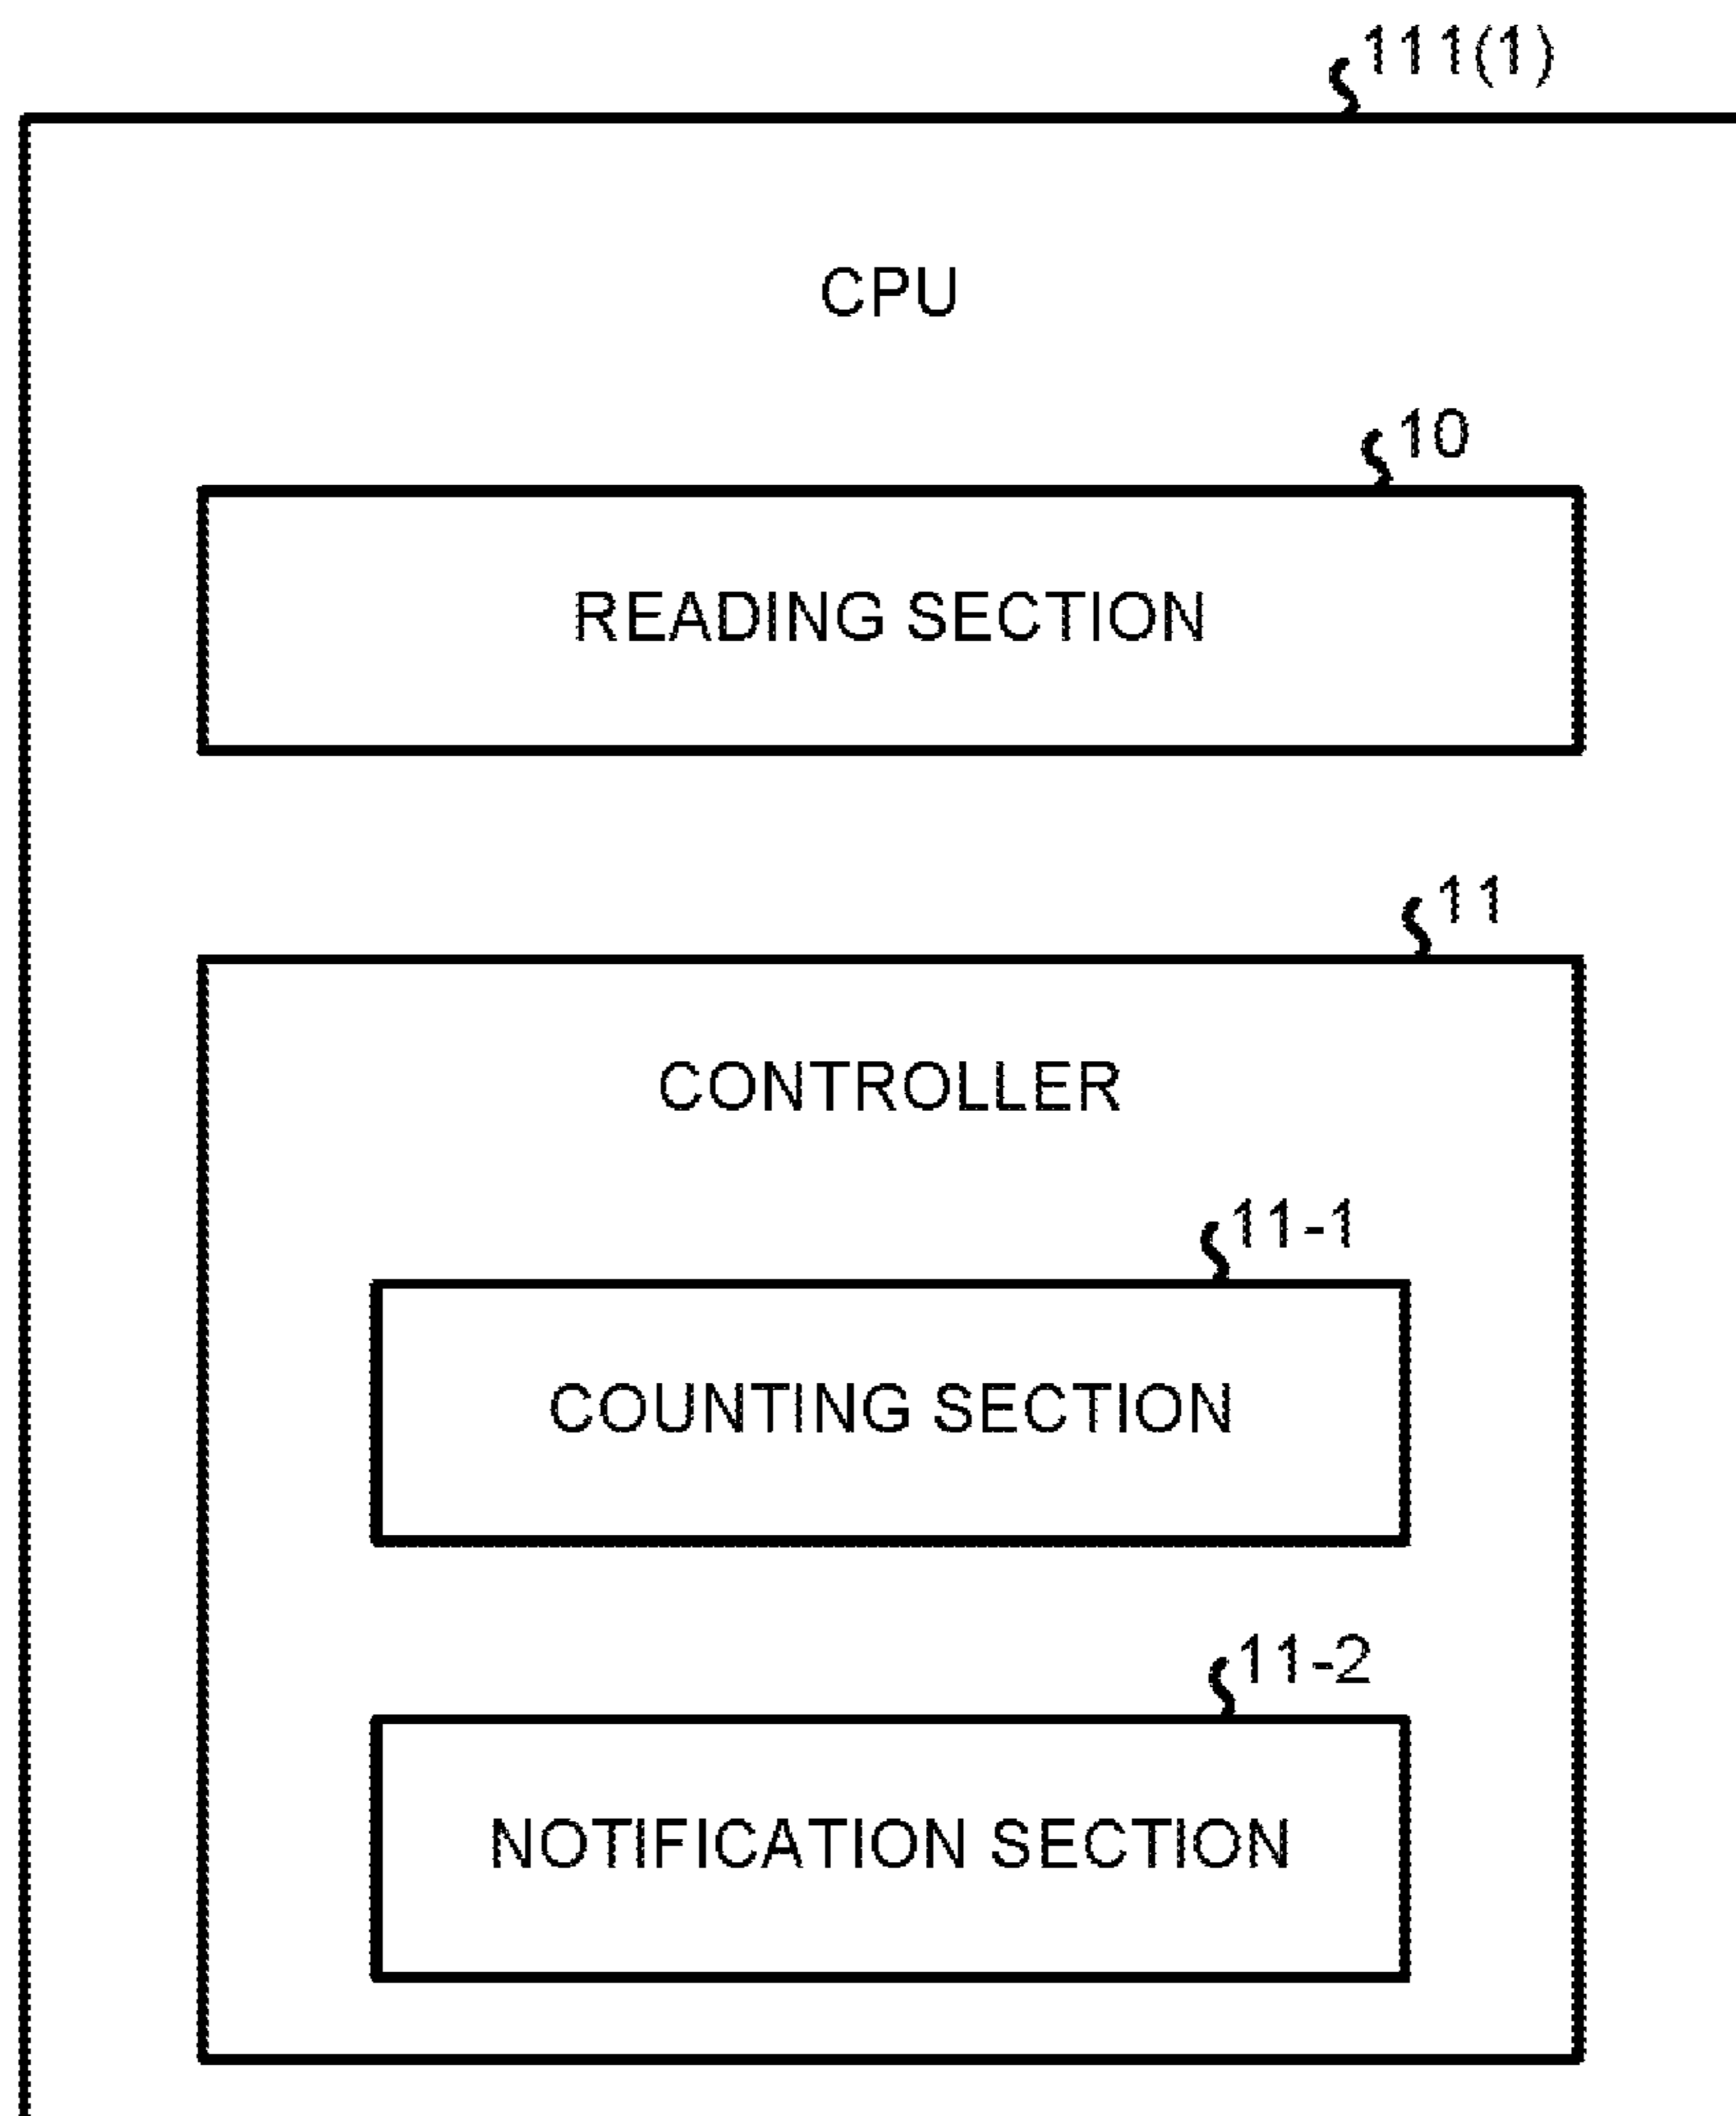 111(1)
CPU
10
READING SECTION
11
CONTROLLER
11-1
COUNTING SECTION
11-2
NOTIFICATION SECTION